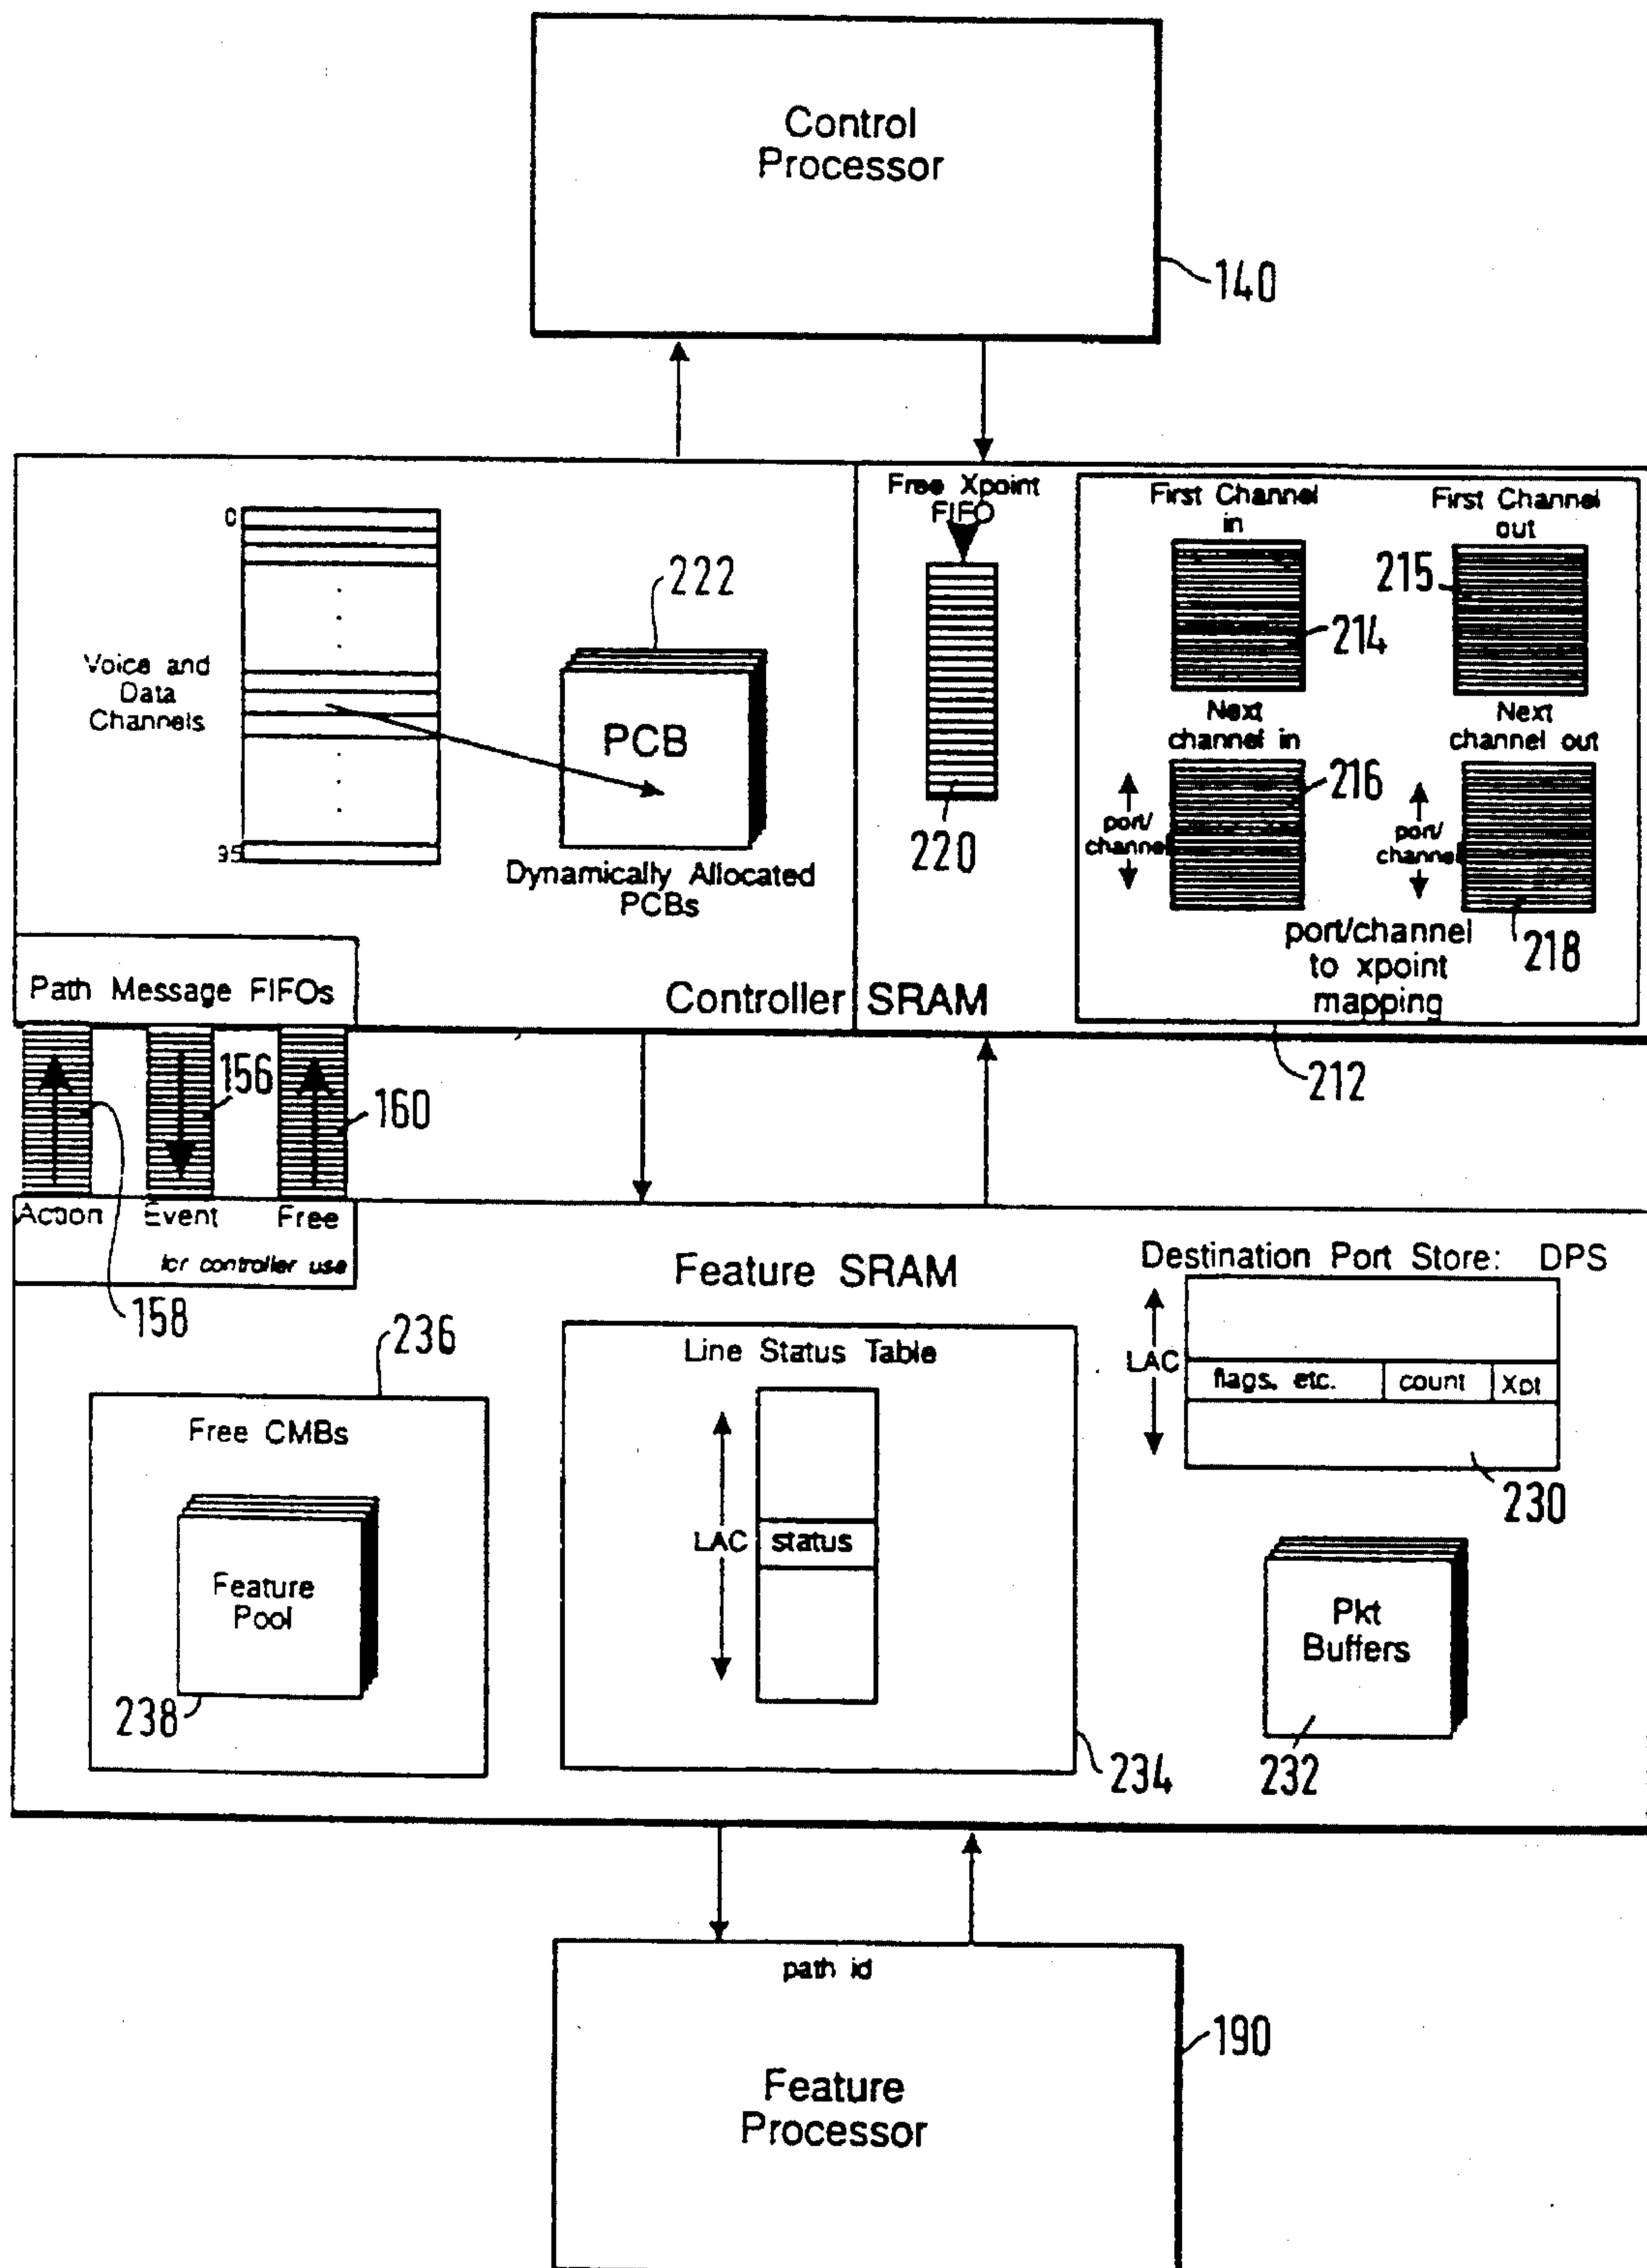 Control
Processor
140
0
Voice and
Data
Channels
95
222
PCB
Dynamically Allocated
PCBs
Free Xpoint
FIFO
220
First Channel
in
214
First Channel
out
215
Next
channel in
216
port/
channel
Next
channel out
port/
channel
218
port/channel
to xpoint
mapping
212
Path Message FIFOs
Controller SRAM
156
160
Action Event Free
for controller use
158
Feature SRAM
Destination Port Store: DPS
LAC
flags, etc. count Xpt
230
236
Free CMBs
Feature
Pool
238
Line Status Table
LAC status
234
Pkt
Buffers
232
path id
190
Feature
Processor